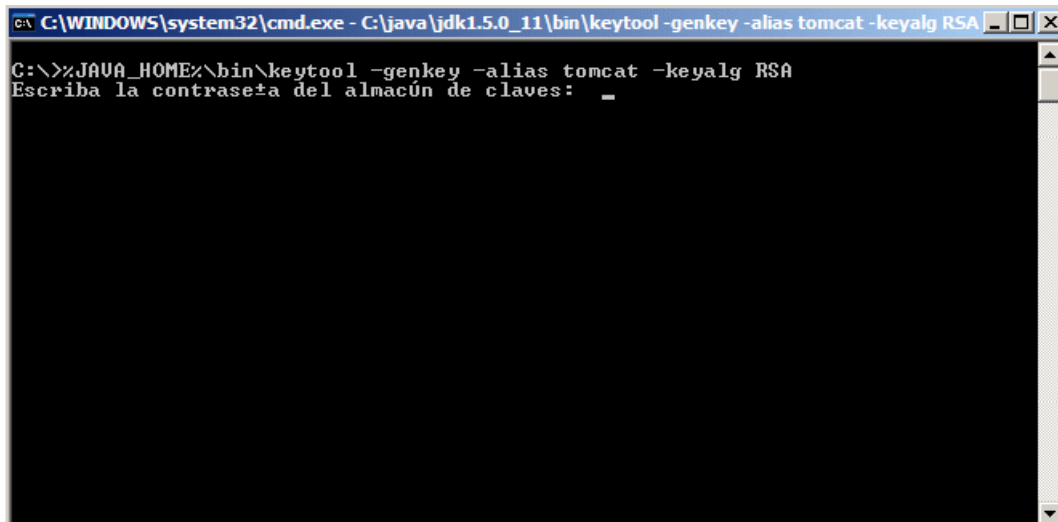 C:\WINDOWS\system32\cmd.exe - C:\java\jdk1.5.0_11\bin\keytool -genkey -alias tomcat -keyalg RSA
C:\>%JAVA_HOME%\bin\keytool -genkey -alias tomcat -keyalg RSA
Escriba la contrase±a del almacÚn de claves:  _